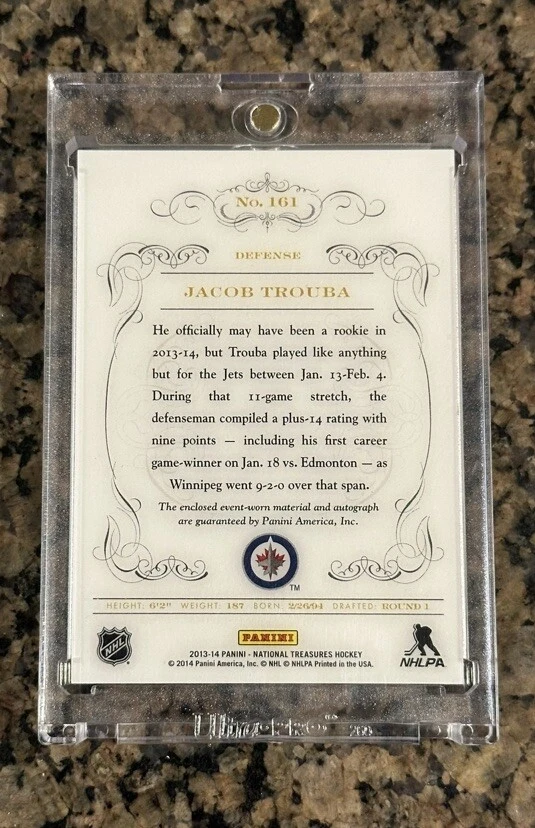 No. 161
DEFENSE
JACOB TROUBA
He officially may have been a rookie in
2013-14, but Trouba played like anything
but for the Jets between Jan. 13-Feb. 4.
During that 11-game stretch, the
defenseman compiled a plus-14 rating with
nine points — including his first career
game-winner on Jan. 18 vs. Edmonton — as
Winnipeg went 9-2-0 over that span.
The enclosed event-worn material and autograph
are guaranteed by Panini America, Inc.
TM
HEIGHT: 6'2" WEIGHT: 187 BORN: 2/26/94 DRAFTED: ROUND 1
NHL
PANINI
2013-14 PANINI - NATIONAL TREASURES HOCKEY
© 2014 Panini America, Inc. © NHL © NHLPA Printed in the USA.
NHLPA
Ultra-PRO